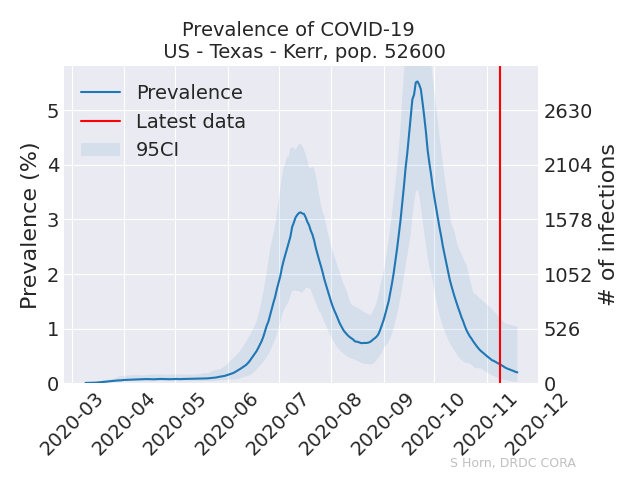 Prevalence of COVID-19
US - Texas - Kerr, pop. 52600
Prevalence
Latest data
95CI
Prevalence (%)
5
4
3
2
1
0
2630
2104
1578
1052
526
0
# of infections
2020-03
2020-04
2020-05
2020-06
2020-07
2020-08
2020-09
2020-10
2020-11
2020-12
S Horn, DRDC CORA